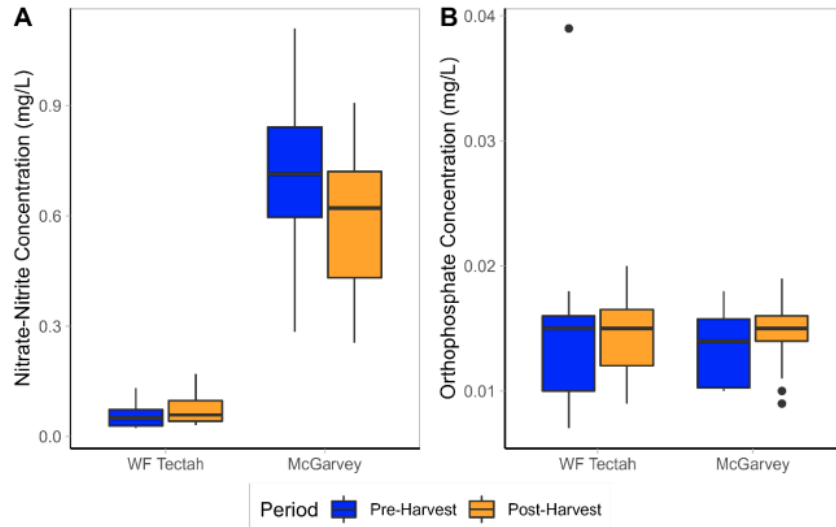 A
B
Nitrate-Nitrite Concentration (mg/L)
0.9
0.6
0.3
0.0
WF Tectah
McGarvey
Orthophosphate Concentration (mg/L)
0.04
0.03
0.02
0.01
WF Tectah
McGarvey
Period Pre-Harvest Post-Harvest